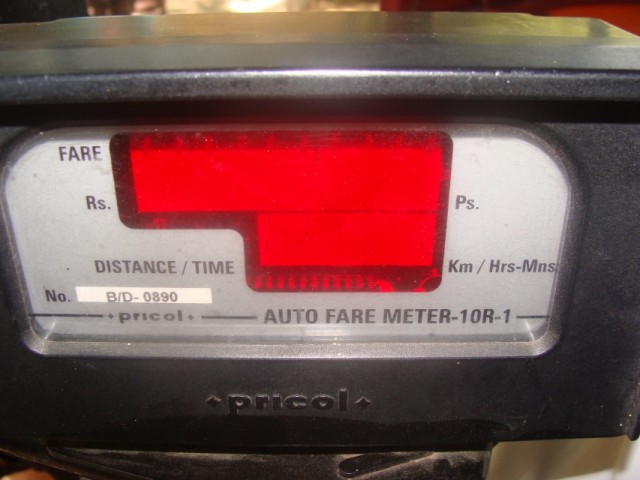 FARE
Rs. Ps.
DISTANCE / TIME Km / Hrs-Mns
No. B/D- 0890
pricol AUTO FARE METER-10R-1
pricol